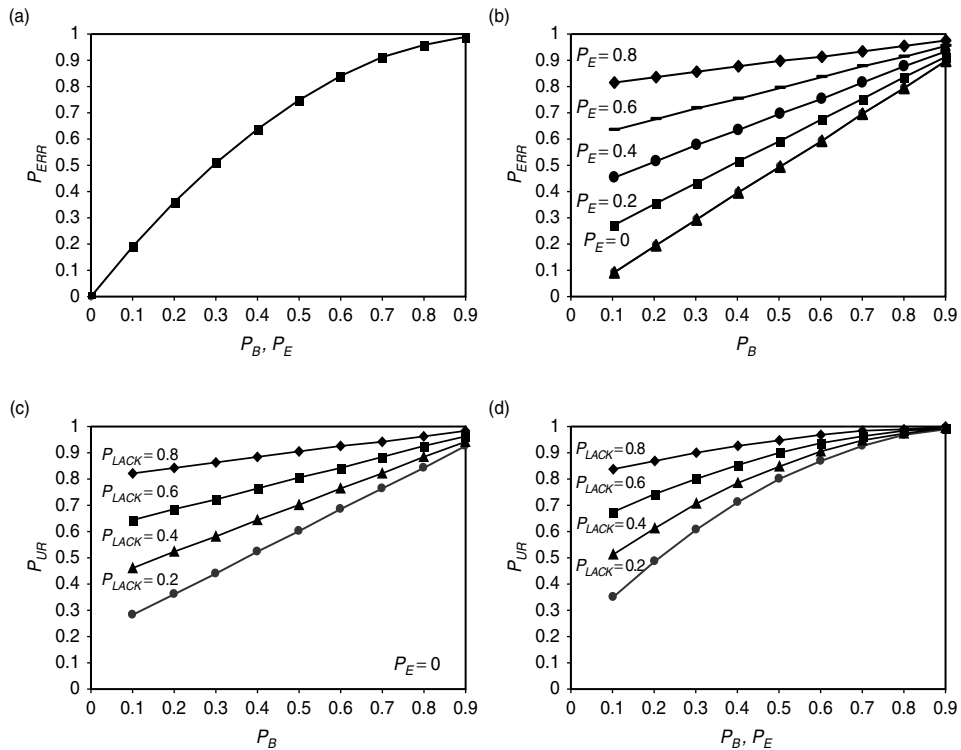 (a)
1
0.9
0.8
0.7
0.6
0.5
0.4
0.3
0.2
0.1
0
P_ERR
0 0.1 0.2 0.3 0.4 0.5 0.6 0.7 0.8 0.9
P_B, P_E
(b)
1
0.9
0.8
0.7
0.6
0.5
0.4
0.3
0.2
0.1
0
P_ERR
P_E = 0.8
P_E = 0.6
P_E = 0.4
P_E = 0.2
P_E = 0
0 0.1 0.2 0.3 0.4 0.5 0.6 0.7 0.8 0.9
P_B
(c)
1
0.9
0.8
0.7
0.6
0.5
0.4
0.3
0.2
0.1
0
P_UR
P_LACK = 0.8
P_LACK = 0.6
P_LACK = 0.4
P_LACK = 0.2
P_E = 0
0 0.1 0.2 0.3 0.4 0.5 0.6 0.7 0.8 0.9
P_B
(d)
1
0.9
0.8
0.7
0.6
0.5
0.4
0.3
0.2
0.1
0
P_UR
P_LACK = 0.8
P_LACK = 0.6
P_LACK = 0.4
P_LACK = 0.2
0 0.1 0.2 0.3 0.4 0.5 0.6 0.7 0.8 0.9
P_B, P_E